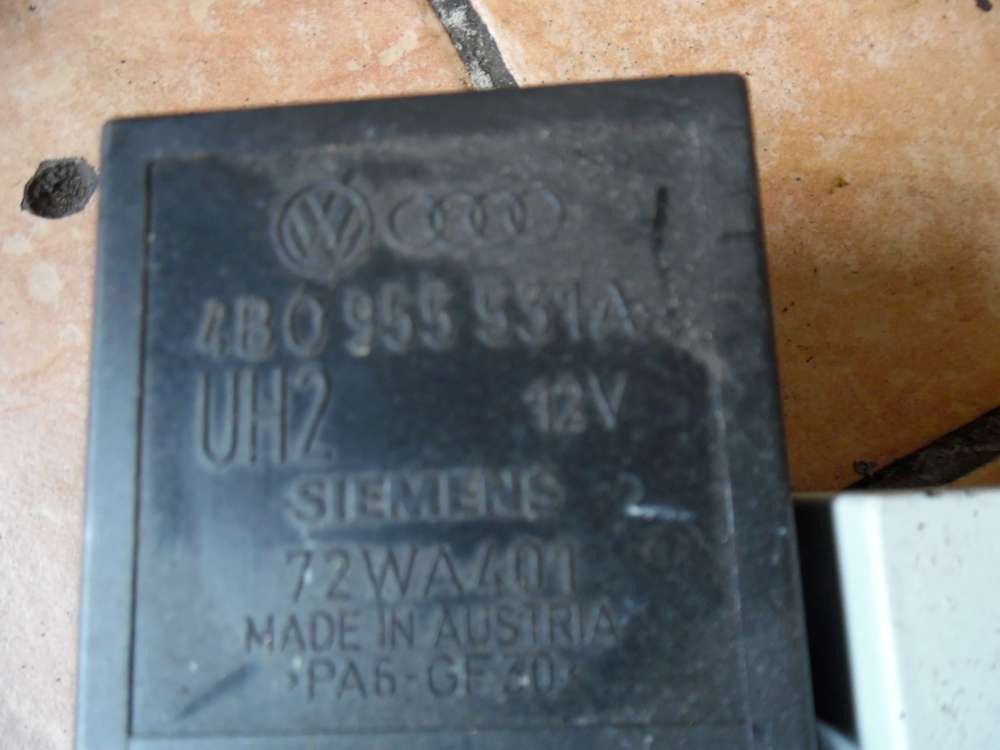 4B0 955 531A
UH2 12V
SIEMENS
72WA401
MADE IN AUSTRIA
>PA6-GF30<